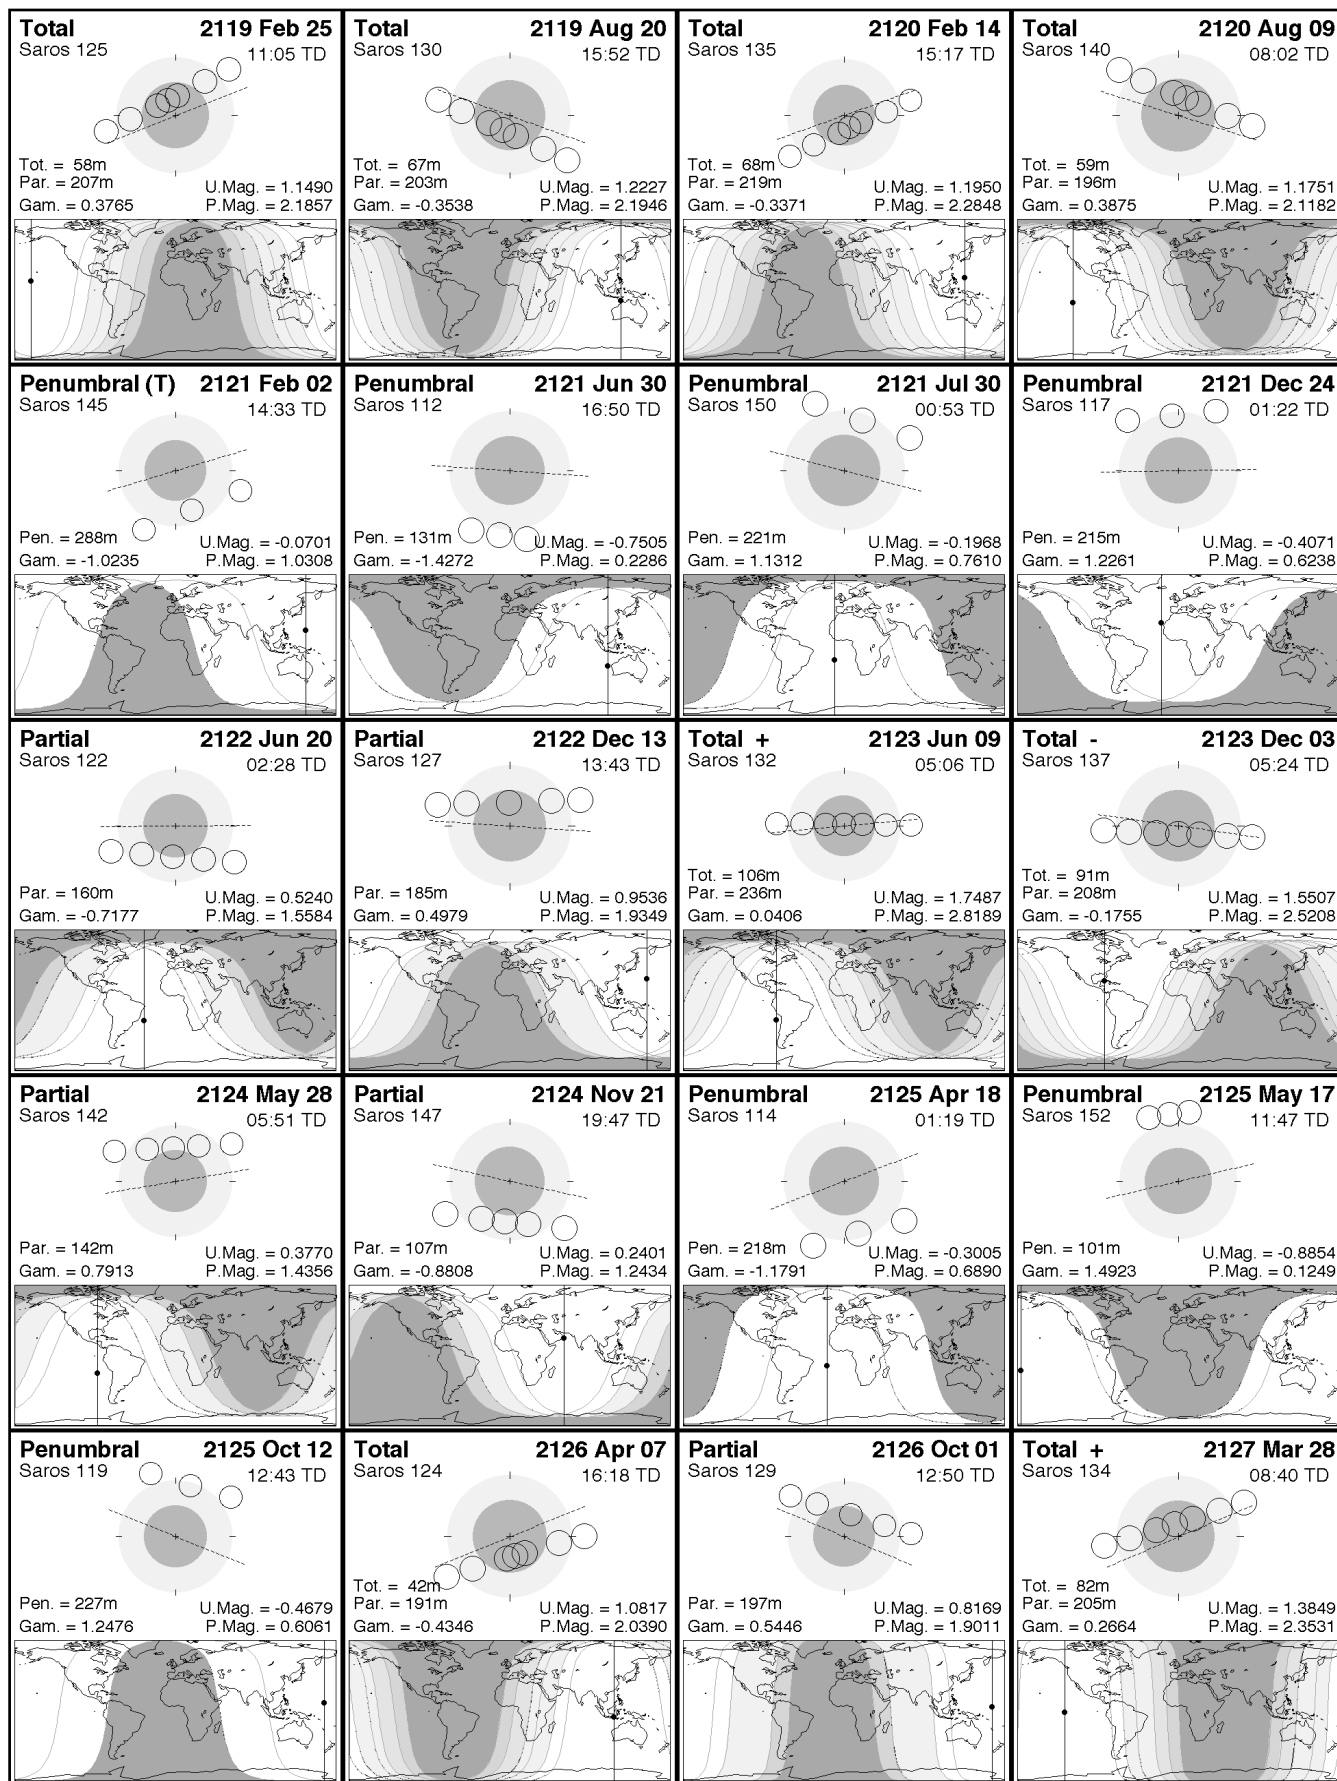 Total 2119 Feb 25
Saros 125 11:05 TD
Tot. = 58m
Par. = 207m U.Mag. = 1.1490
Gam. = 0.3765 P.Mag. = 2.1857
Total 2119 Aug 20
Saros 130 15:52 TD
Tot. = 67m
Par. = 203m U.Mag. = 1.2227
Gam. = -0.3538 P.Mag. = 2.1946
Total 2120 Feb 14
Saros 135 15:17 TD
Tot. = 68m
Par. = 219m U.Mag. = 1.1950
Gam. = -0.3371 P.Mag. = 2.2848
Total 2120 Aug 09
Saros 140 08:02 TD
Tot. = 59m
Par. = 196m U.Mag. = 1.1751
Gam. = 0.3875 P.Mag. = 2.1182
Penumbral (T) 2121 Feb 02
Saros 145 14:33 TD
Pen. = 288m U.Mag. = -0.0701
Gam. = -1.0235 P.Mag. = 1.0308
Penumbral 2121 Jun 30
Saros 112 16:50 TD
Pen. = 131m U.Mag. = -0.7505
Gam. = -1.4272 P.Mag. = 0.2286
Penumbral 2121 Jul 30
Saros 150 00:53 TD
Pen. = 221m U.Mag. = -0.1968
Gam. = 1.1312 P.Mag. = 0.7610
Penumbral 2121 Dec 24
Saros 117 01:22 TD
Pen. = 215m U.Mag. = -0.4071
Gam. = 1.2261 P.Mag. = 0.6238
Partial 2122 Jun 20
Saros 122 02:28 TD
Par. = 160m U.Mag. = 0.5240
Gam. = -0.7177 P.Mag. = 1.5584
Partial 2122 Dec 13
Saros 127 13:43 TD
Par. = 185m U.Mag. = 0.9536
Gam. = 0.4979 P.Mag. = 1.9349
Total + 2123 Jun 09
Saros 132 05:06 TD
Tot. = 106m
Par. = 236m U.Mag. = 1.7487
Gam. = 0.0406 P.Mag. = 2.8189
Total - 2123 Dec 03
Saros 137 05:24 TD
Tot. = 91m
Par. = 208m U.Mag. = 1.5507
Gam. = -0.1755 P.Mag. = 2.5208
Partial 2124 May 28
Saros 142 05:51 TD
Par. = 142m U.Mag. = 0.3770
Gam. = 0.7913 P.Mag. = 1.4356
Partial 2124 Nov 21
Saros 147 19:47 TD
Par. = 107m U.Mag. = 0.2401
Gam. = -0.8808 P.Mag. = 1.2434
Penumbral 2125 Apr 18
Saros 114 01:19 TD
Pen. = 218m U.Mag. = -0.3005
Gam. = -1.1791 P.Mag. = 0.6890
Penumbral 2125 May 17
Saros 152 11:47 TD
Pen. = 101m U.Mag. = -0.8854
Gam. = 1.4923 P.Mag. = 0.1249
Penumbral 2125 Oct 12
Saros 119 12:43 TD
Pen. = 227m U.Mag. = -0.4679
Gam. = 1.2476 P.Mag. = 0.6061
Total 2126 Apr 07
Saros 124 16:18 TD
Tot. = 42m
Par. = 191m U.Mag. = 1.0817
Gam. = -0.4346 P.Mag. = 2.0390
Partial 2126 Oct 01
Saros 129 12:50 TD
Par. = 197m U.Mag. = 0.8169
Gam. = 0.5446 P.Mag. = 1.9011
Total + 2127 Mar 28
Saros 134 08:40 TD
Tot. = 82m
Par. = 205m U.Mag. = 1.3849
Gam. = 0.2664 P.Mag. = 2.3531